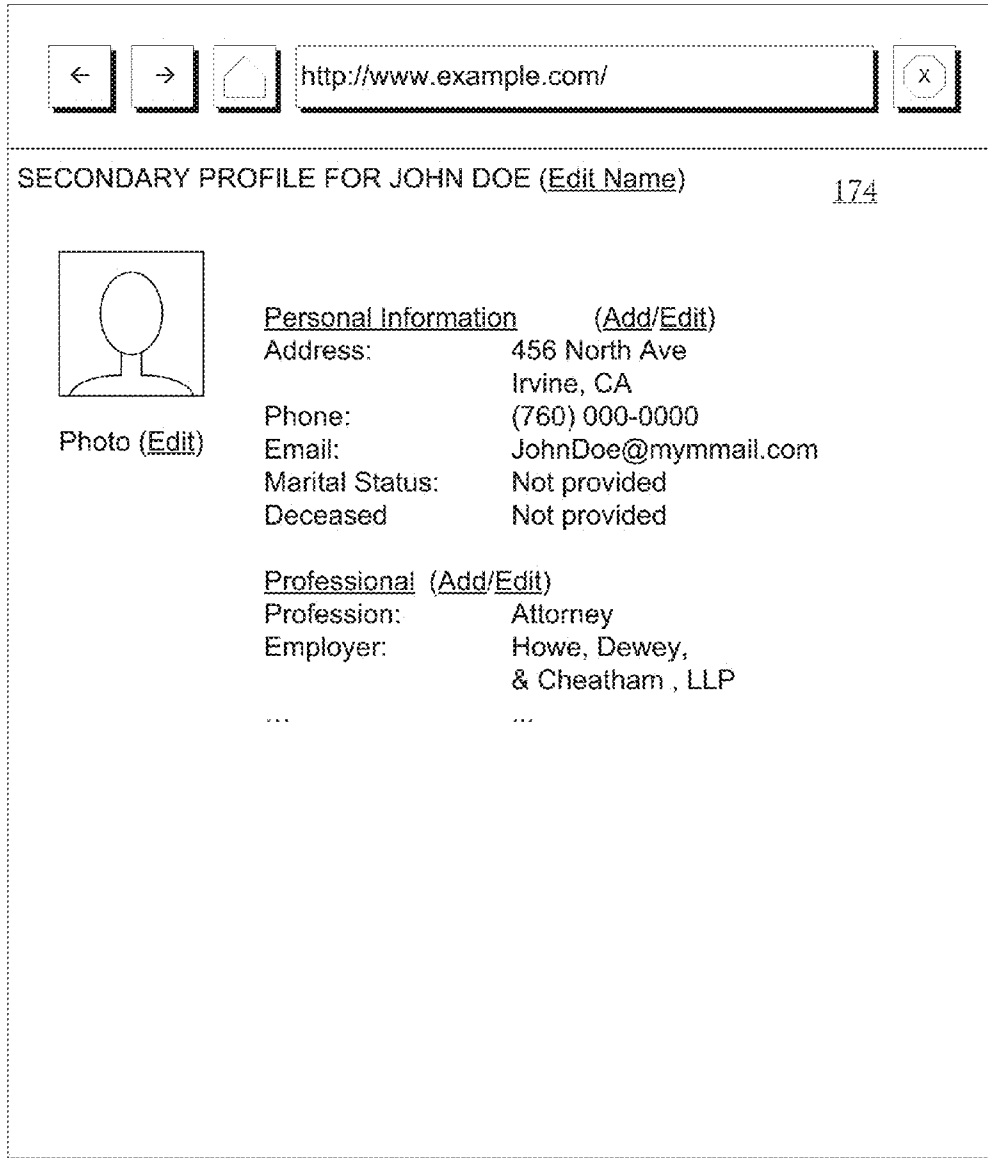 ← → http://www.example.com/ X
SECONDARY PROFILE FOR JOHN DOE (Edit Name)
174
Personal Information (Add/Edit)
Address: 456 North Ave
Irvine, CA
Phone: (760) 000-0000
Photo (Edit)
Email: JohnDoe@mymmail.com
Marital Status: Not provided
Deceased Not provided
Professional (Add/Edit)
Profession: Attorney
Employer: Howe, Dewey,
& Cheatham , LLP
... ...